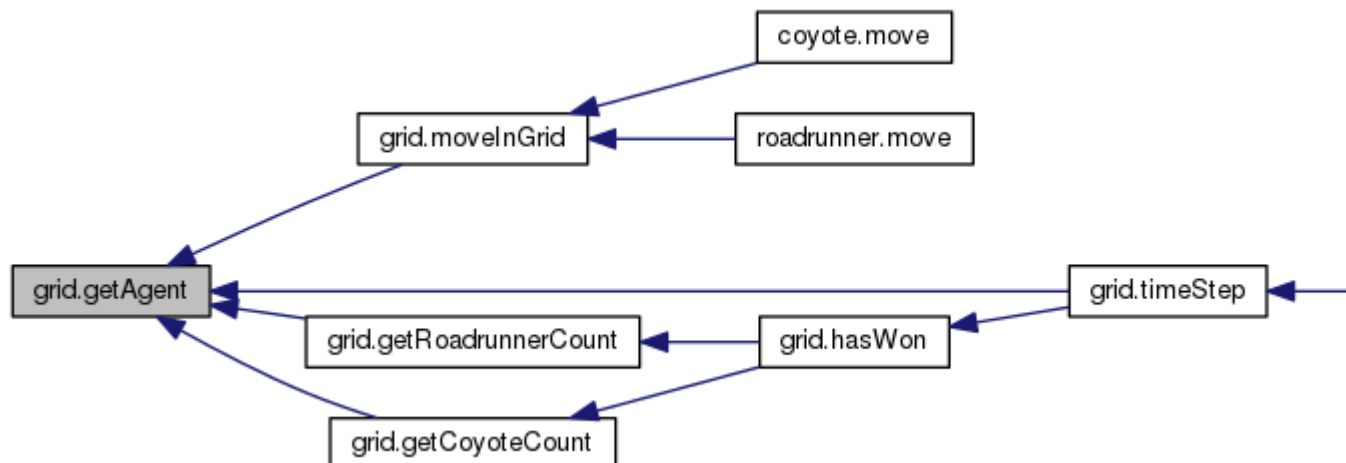 coyote.move
grid.moveInGrid
roadrunner.move
grid.getAgent
grid.timeStep
grid.getRoadrunnerCount
grid.hasWon
grid.getCoyoteCount